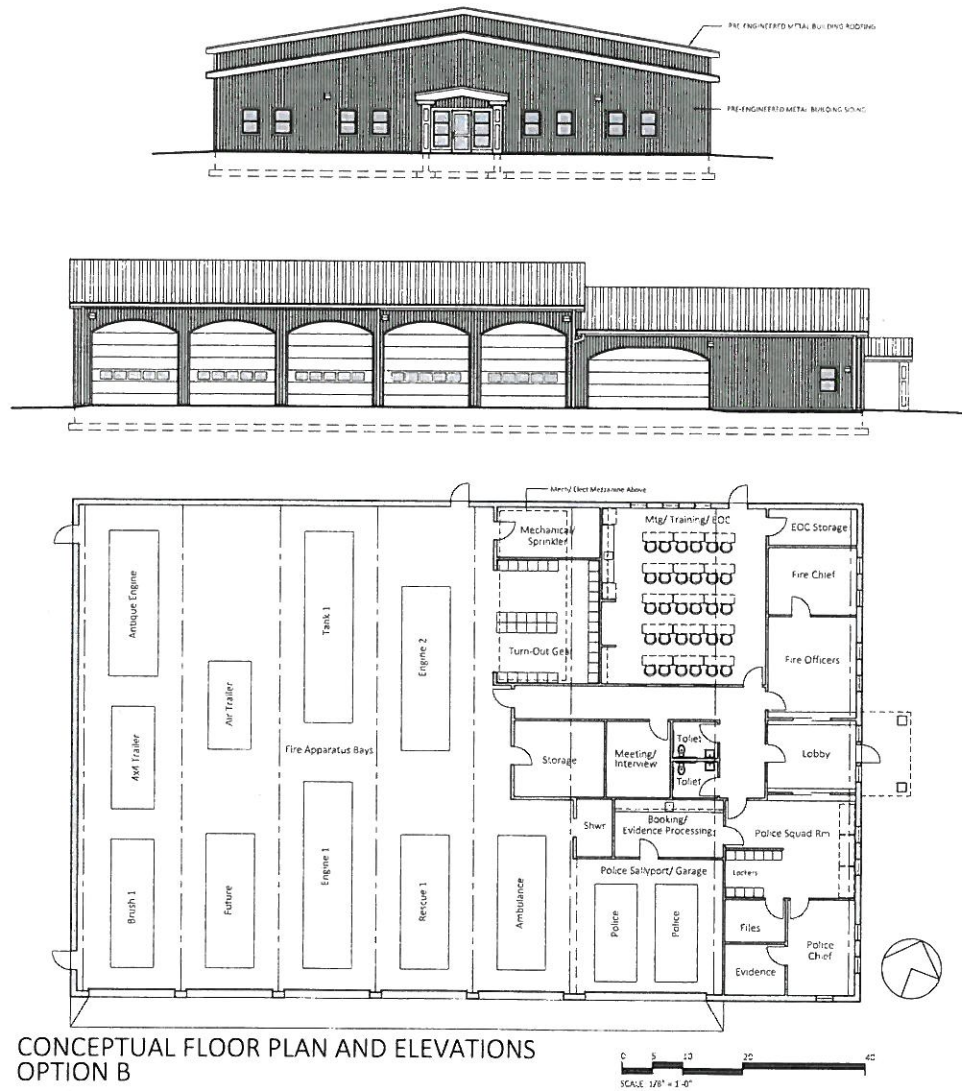 PRE-ENGINEERED METAL BUILDING ROOFING
PRE-ENGINEERED METAL BUILDING SIDING
Mech/ Elect Mezzanine Above
Mechanical/
Sprinkler
Mtg/ Training/ EOC
EOC Storage
Fire Chief
Fire Officers
Turn-Out Gear
Antique Engine
Tank 1
Engine 2
Air Trailer
4x4 Trailer
Fire Apparatus Bays
Storage
Meeting/
Interview
Toilet
Toilet
Lobby
Shwr
Booking/
Evidence Processing
Police Squad Rm
Lockers
Police Sallyport/ Garage
Brush 1
Future
Engine 1
Rescue 1
Ambulance
Police
Police
Files
Evidence
Police
Chief
CONCEPTUAL FLOOR PLAN AND ELEVATIONS
OPTION B
0 5 10 20 40
SCALE 1/8" = 1'-0"